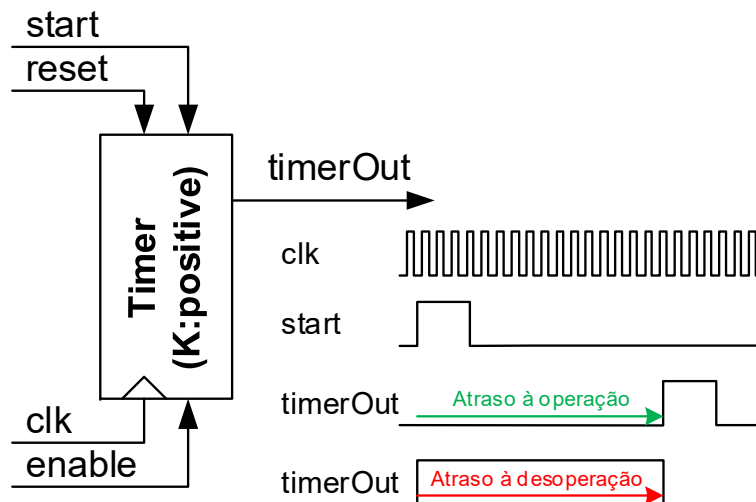 start
reset
timerOut
Timer
(K:positive)
clk
enable
clk
start
timerOut
Atraso à operação
timerOut
Atraso à desoperação